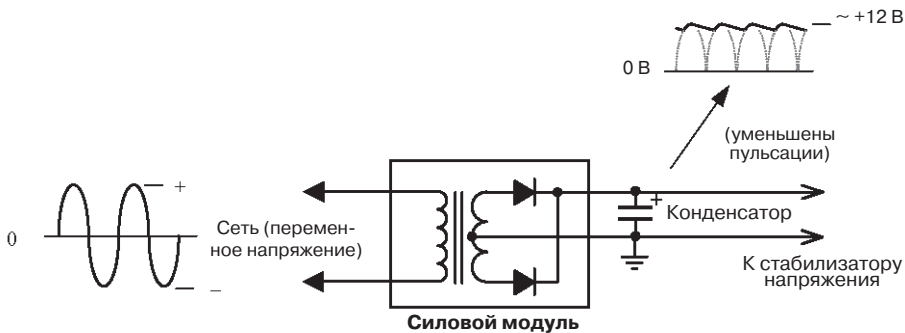 ~ +12 В
0 В
(уменьшены
пульсации)
+
0
–
Сеть (перемен-
ное напряжение)
+
Конденсатор
К стабилизатору
напряжения
Силовой модуль